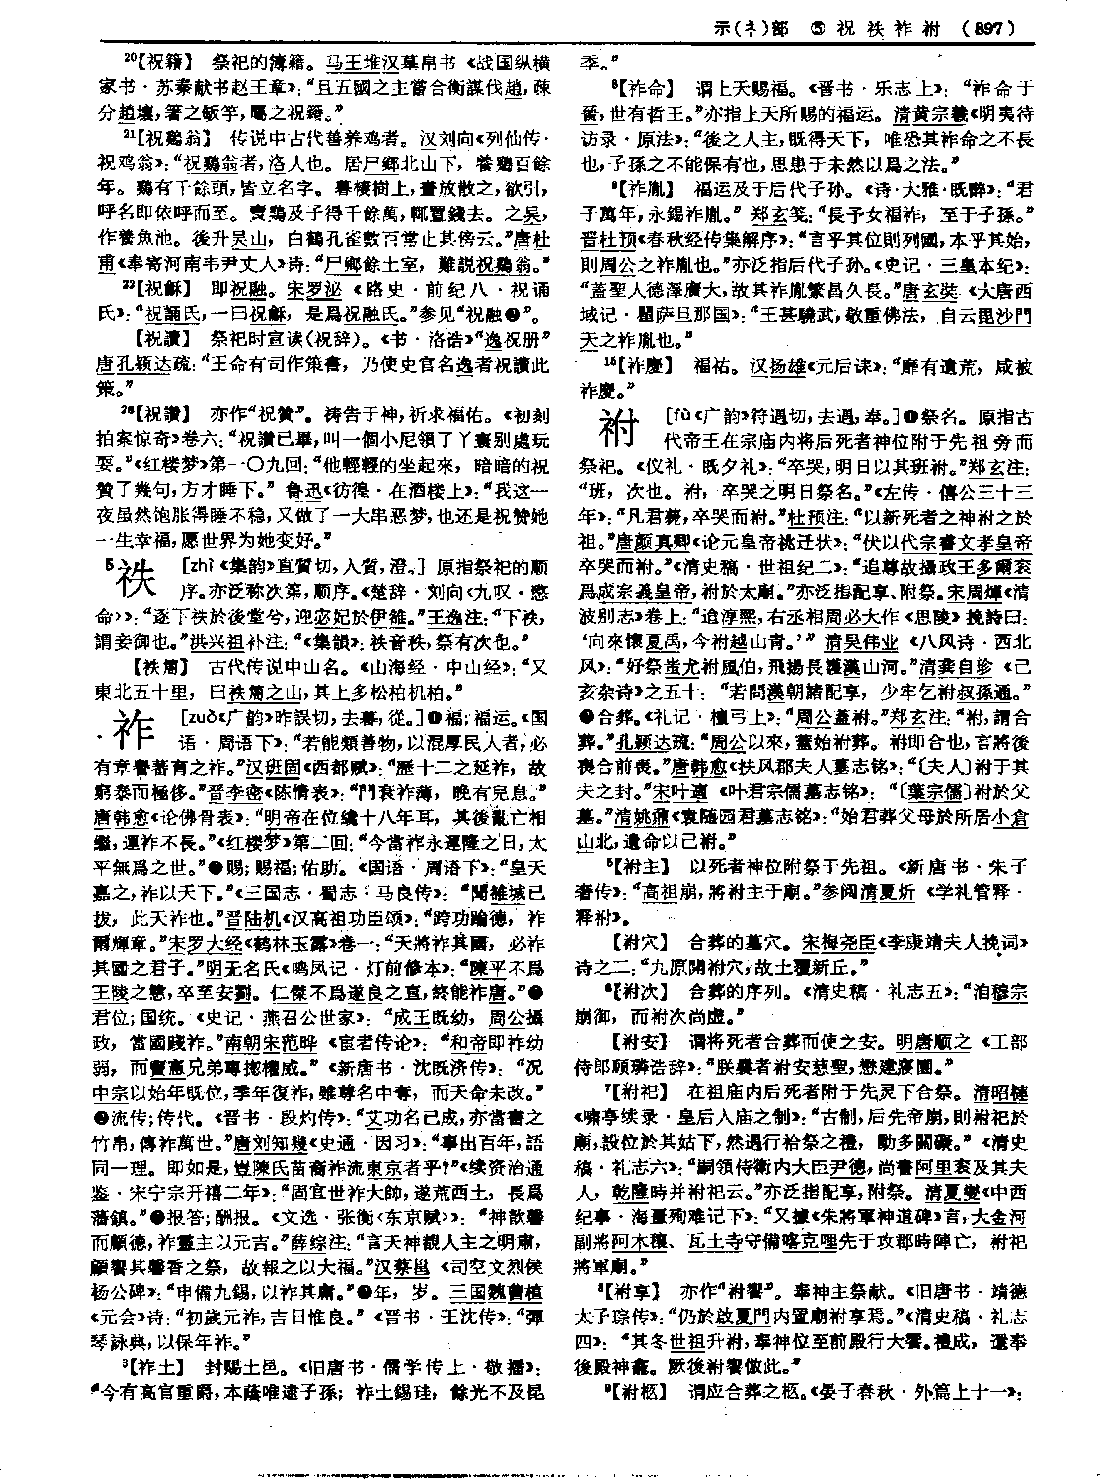 示(礻)部 ⑤祝祑祚祔 (897)
²⁰【祝籍】 祭祀的簿籍。马王堆汉墓帛书《战国纵横
家书·苏秦献书赵王章》:“且五國之主嘗合衡謀伐趙,疎
分趙壤,箸之飯竽,屬之祝籍。”
²¹【祝鷄翁】 传说中古代善养鸡者。汉刘向《列仙传·
祝鸡翁》:“祝鷄翁者,洛人也。居尸鄉北山下,養鷄百餘
年。鷄有千餘頭,皆立名字。暮棲樹上,晝放散之,欲引,
呼名即依呼而至。賣鷄及子得千餘萬,輒置錢去。之吴,
作養魚池。後升吴山,白鶴孔雀數百常止其傍云。”唐杜
甫《奉寄河南韦尹丈人》诗:“尸鄉餘土室,難説祝鷄翁。”
²²【祝龢】 即祝融。宋罗泌《路史·前纪八·祝诵
氏》:“祝誦氏,一曰祝龢,是爲祝融氏。”参见“祝融❶”。
【祝讀】 祭祀时宣读(祝辞)。《书·洛诰》“逸祝册”
唐孔颖达疏:“王命有司作策書,乃使史官名逸者祝讀此
策。”
²⁶【祝讚】 亦作“祝贊”。祷告于神,祈求福佑。《初刻
拍案惊奇》卷六:“祝讚已畢,叫一個小尼領了丫鬟别處玩
耍。”《红楼梦》第一〇九回:“他輕輕的坐起來,暗暗的祝
贊了幾句,方才睡下。”鲁迅《彷徨·在酒楼上》:“我这一
夜虽然饱胀得睡不稳,又做了一大串恶梦,也还是祝赞她
一生幸福,愿世界为她变好。”
⁵祑 [zhì《集韵》直質切,入質,澄。] 原指祭祀的顺
序。亦泛称次第,顺序。《楚辞·刘向〈九叹·愍
命〉》:“逐下祑於後堂兮,迎宓妃於伊雒。”王逸注:“下祑,
謂妾御也。”洪兴祖补注:“《集韻》:祑音秩,祭有次也。”
【祑䈬】 古代传说中山名。《山海经·中山经》:“又
東北五十里,曰祑䈬之山,其上多松柏机柏。”
祚 [zuò《广韵》昨誤切,去暮,從。]❶福;福运。《国
语·周语下》:“若能類善物,以混厚民人者,必
有章譽蕃育之祚。”汉班固《西都赋》:“歷十二之延祚,故
窮泰而極侈。”晋李密《陈情表》:“門衰祚薄,晚有兒息。”
唐韩愈《论佛骨表》:“明帝在位纔十八年耳,其後亂亡相
繼,運祚不長。”《红楼梦》第二回:“今當祚永運隆之日,太
平無爲之世。”❷赐;赐福;佑助。《国语·周语下》:“皇天
嘉之,祚以天下。”《三国志·蜀志·马良传》:“聞雒城已
拔,此天祚也。”晋陆机《汉高祖功臣颂》:“跨功踰德,祚
爾輝章。”宋罗大经《鹤林玉露》卷一:“天將祚其國,必祚
其國之君子。”明无名氏《鸣凤记·灯前修本》:“陳平不爲
王陵之戆,卒至安劉。仁傑不爲遂良之直,終能祚唐。”❸
君位;国统。《史记·燕召公世家》:“成王既幼,周公攝
政,當國踐祚。”南朝宋范晔《宦者传论》:“和帝即祚幼
弱,而竇憲兄弟專揔權威。”《新唐书·沈既济传》:“况
中宗以始年既位,季年復祚,雖尊名中奪,而天命未改。”
❹流传;传代。《晋书·段灼传》:“艾功名已成,亦當書之
竹帛,傳祚萬世。”唐刘知幾《史通·因习》:“事出百年,語
同一理。即如是,豈陳氏苗裔祚流東京者乎?”《续资治通
鉴·宋宁宗开禧二年》:“固宜世祚大帥,遂荒西土,長爲
藩鎮。”❺报答;酬报。《文选·张衡〈东京赋〉》:“神歆馨
而顧德,祚靈主以元吉。”薛综注:“言天神覩人主之明肅,
顧饗其馨香之祭,故報之以大福。”汉蔡邕《司空文烈侯
杨公碑》:“申備九錫,以祚其庸。”❻年,岁。三国魏曹植
《元会》诗:“初歲元祚,吉日惟良。”《晋书·王沈传》:“彈
琴詠典,以保年祚。”
³【祚土】 封赐土邑。《旧唐书·儒学传上·敬播》:
“今有高官重爵,本蔭唯逮子孫;祚土錫珪,餘光不及昆
季。”
⁸【祚命】 谓上天赐福。《晋书·乐志上》:“祚命于
晉,世有哲王。”亦指上天所赐的福运。清黄宗羲《明夷待
访录·原法》:“後之人主,既得天下,唯恐其祚命之不長
也,子孫之不能保有也,思患于未然以爲之法。”
⁹【祚胤】 福运及于后代子孙。《诗·大雅·既醉》:“君
子萬年,永錫祚胤。”郑玄笺:“長予女福祚,至于子孫。”
晋杜预《春秋经传集解序》:“言乎其位則列國,本乎其始,
則周公之祚胤也。”亦泛指后代子孙。《史记·三皇本纪》:
“蓋聖人德澤廣大,故其祚胤繁昌久長。”唐玄奘《大唐西
域记·瞿萨旦那国》:“王甚驍武,敬重佛法,自云毘沙門
天之祚胤也。”
¹⁵【祚慶】 福祐。汉扬雄《元后诔》:“靡有遺荒,咸被
祚慶。”
祔 [fù《广韵》符遇切,去遇,奉。]❶祭名。原指古
代帝王在宗庙内将后死者神位附于先祖旁而
祭祀。《仪礼·既夕礼》:“卒哭,明日以其班祔。”郑玄注:
“班,次也。祔,卒哭之明日祭名。”《左传·僖公三十三
年》:“凡君薨,卒哭而祔。”杜预注:“以新死者之神祔之於
祖。”唐颜真卿《论元皇帝祧迁状》:“伏以代宗睿文孝皇帝
卒哭而祔。”《清史稿·世祖纪二》:“追尊故攝政王多爾袞
爲成宗義皇帝,祔於太廟。”亦泛指配享、附祭。宋周煇《清
波别志》卷上:“迨淳熙,右丞相周必大作《思陵》挽詩曰:
‘向來懷夏禹,今祔越山青。’”清吴伟业《八风诗·西北
风》:“好祭蚩尤祔風伯,飛揚長護漢山河。”清龚自珍《己
亥杂诗》之五十:“若問漢朝諸配享,少牢乞祔叔孫通。”
❷合葬。《礼记·檀弓上》:“周公蓋祔。”郑玄注:“祔,謂合
葬。”孔颖达疏:“周公以來,蓋始祔葬。祔即合也,言將後
喪合前喪。”唐韩愈《扶风郡夫人墓志铭》:“〔夫人〕祔于其
夫之封。”宋叶適《叶君宗儒墓志铭》:“〔葉宗儒〕祔於父
墓。”清姚鼐《袁随园君墓志铭》:“始君葬父母於所居小倉
山北,遺命以己祔。”
⁵【祔主】 以死者神位附祭于先祖。《新唐书·朱子
奢传》:“高祖崩,將祔主于廟。”参阅清夏炘《学礼管释·
释祔》。
【祔穴】 合葬的墓穴。宋梅尧臣《李康靖夫人挽词》
诗之二:“九原開祔穴,故土覆新丘。”
⁶【祔次】 合葬的序列。《清史稿·礼志五》:“洎穆宗
崩御,而祔次尚虚。”
【祔安】 谓将死者合葬而使之安。明唐顺之《工部
侍郎顾璘诰辞》:“朕曩者祔安慈聖,懋建寢園。”
⁷【祔祀】 在祖庙内后死者附于先灵下合祭。清昭梿
《啸亭续录·皇后入庙之制》:“古制,后先帝崩,則祔祀於
廟,設位於其姑下,然遇行祫祭之禮,動多關礙。”《清史
稿·礼志六》:“嗣領侍衛内大臣尹德,尚書阿里袞及其夫
人,乾隆時并祔祀云。”亦泛指配享,附祭。清夏燮《中西
纪事·海畺殉难记下》:“又據《朱將軍神道碑》言,大金河
副將阿木穰、瓦土寺守備喀克哩先于攻郡時陣亡,祔祀
將軍廟。”
⁸【祔享】 亦作“祔饗”。奉神主祭献。《旧唐书·靖德
太子琮传》:“仍於啟夏門内置廟祔享焉。”《清史稿·礼志
四》:“其冬世祖升祔,奉神位至前殿行大饗。禮成,還奉
後殿神龕。厥後祔饗倣此。”
⁹【祔柩】 谓应合葬之柩。《晏子春秋·外篇上十一》: